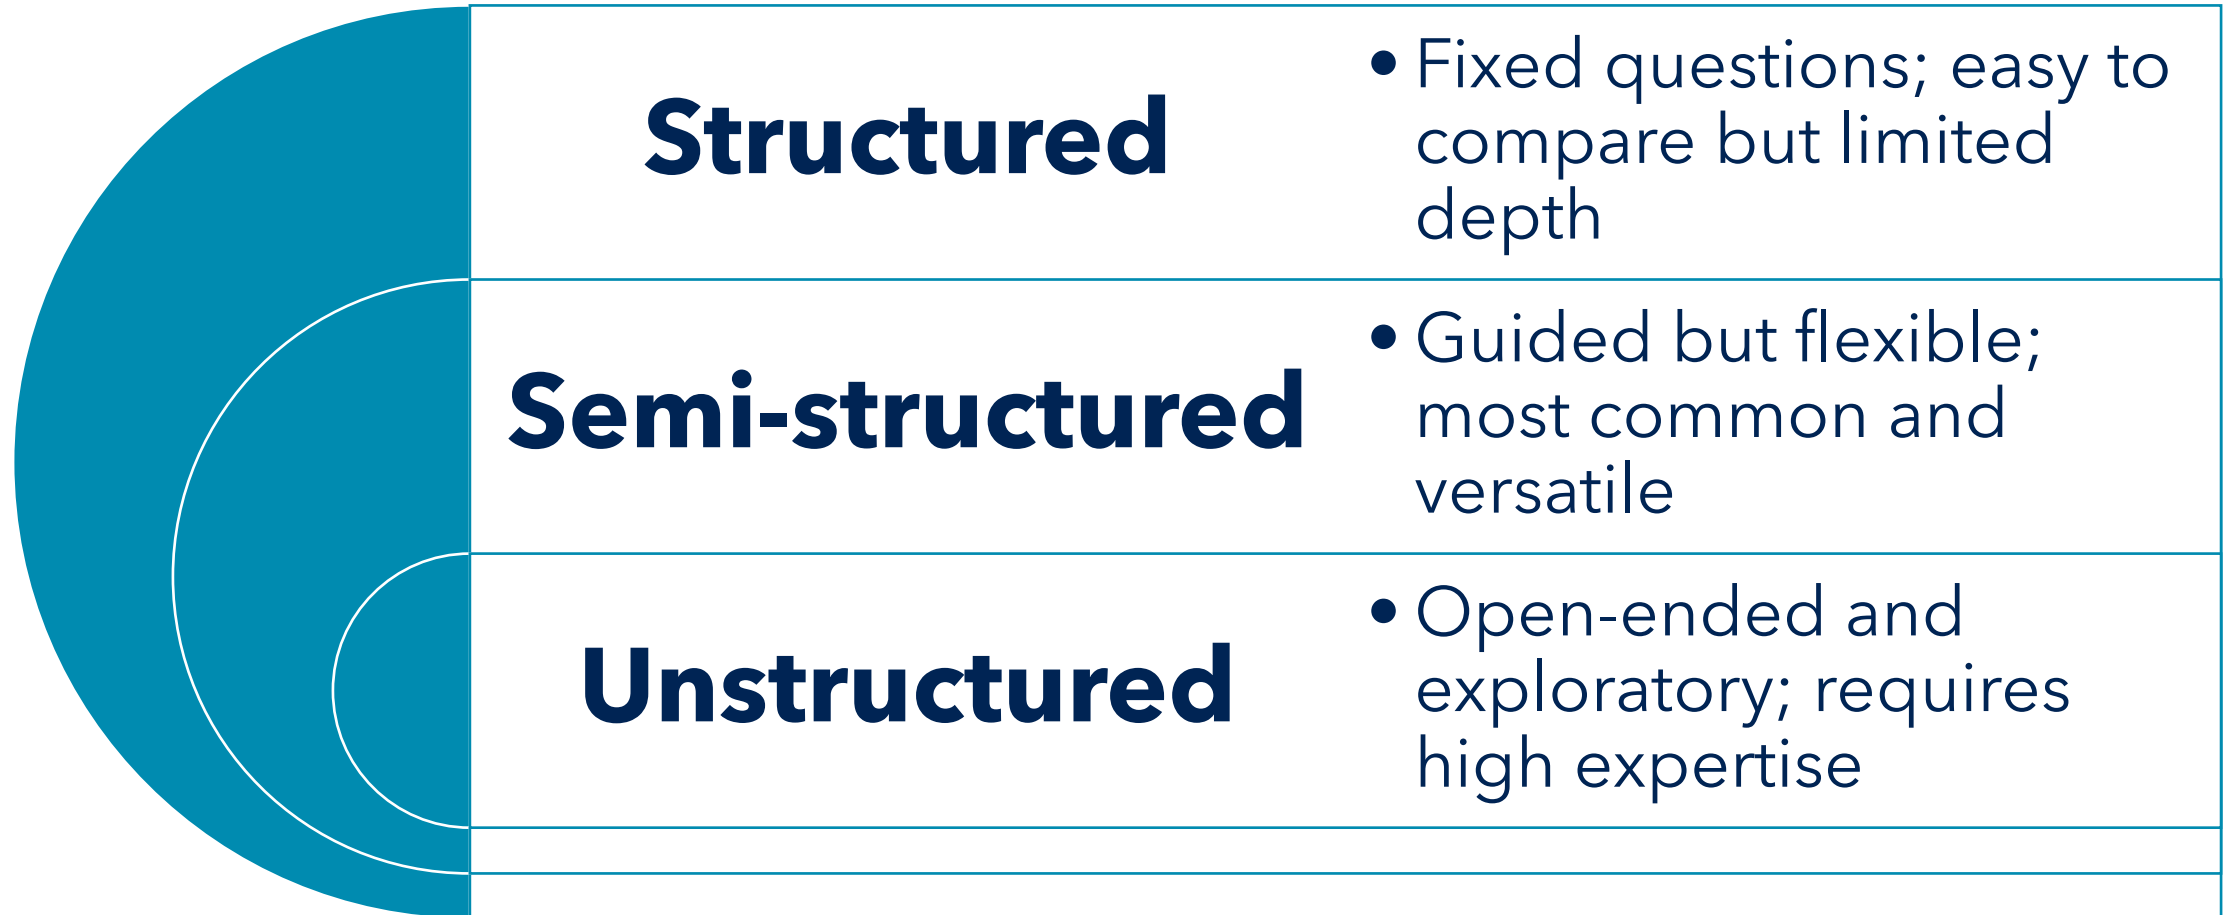 Structured
• Fixed questions; easy to
compare but limited
depth
Semi-structured
• Guided but flexible;
most common and
versatile
Unstructured
• Open-ended and
exploratory; requires
high expertise